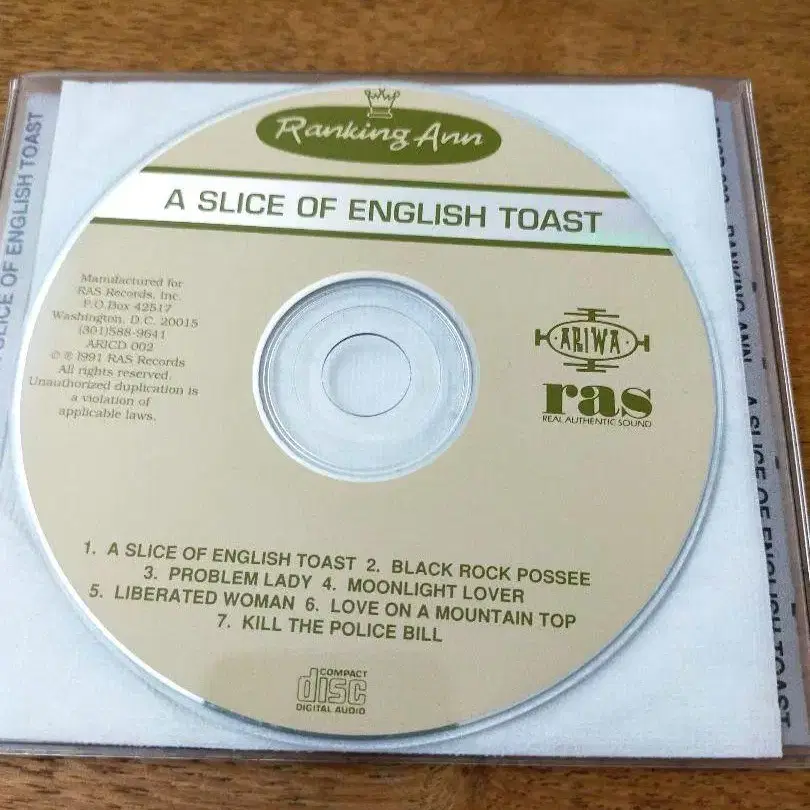 Ranking Ann
A SLICE OF ENGLISH TOAST
Manufactured for
RAS Records, Inc.
P.O.Box 42517
Washington, D.C. 20015
(301)588-9641
ARICD 002
© ℗ 1991 RAS Records
All rights reserved.
Unauthorized duplication is
a violation of
applicable laws.
ARIWA
ras
REAL AUTHENTIC SOUND
1. A SLICE OF ENGLISH TOAST 2. BLACK ROCK POSSEE
3. PROBLEM LADY 4. MOONLIGHT LOVER
5. LIBERATED WOMAN 6. LOVE ON A MOUNTAIN TOP
7. KILL THE POLICE BILL
COMPACT
disc
DIGITAL AUDIO
SLICE OF ENGLISH TOAST
RANKING ANN - A SLICE OF ENGLISH TOAST